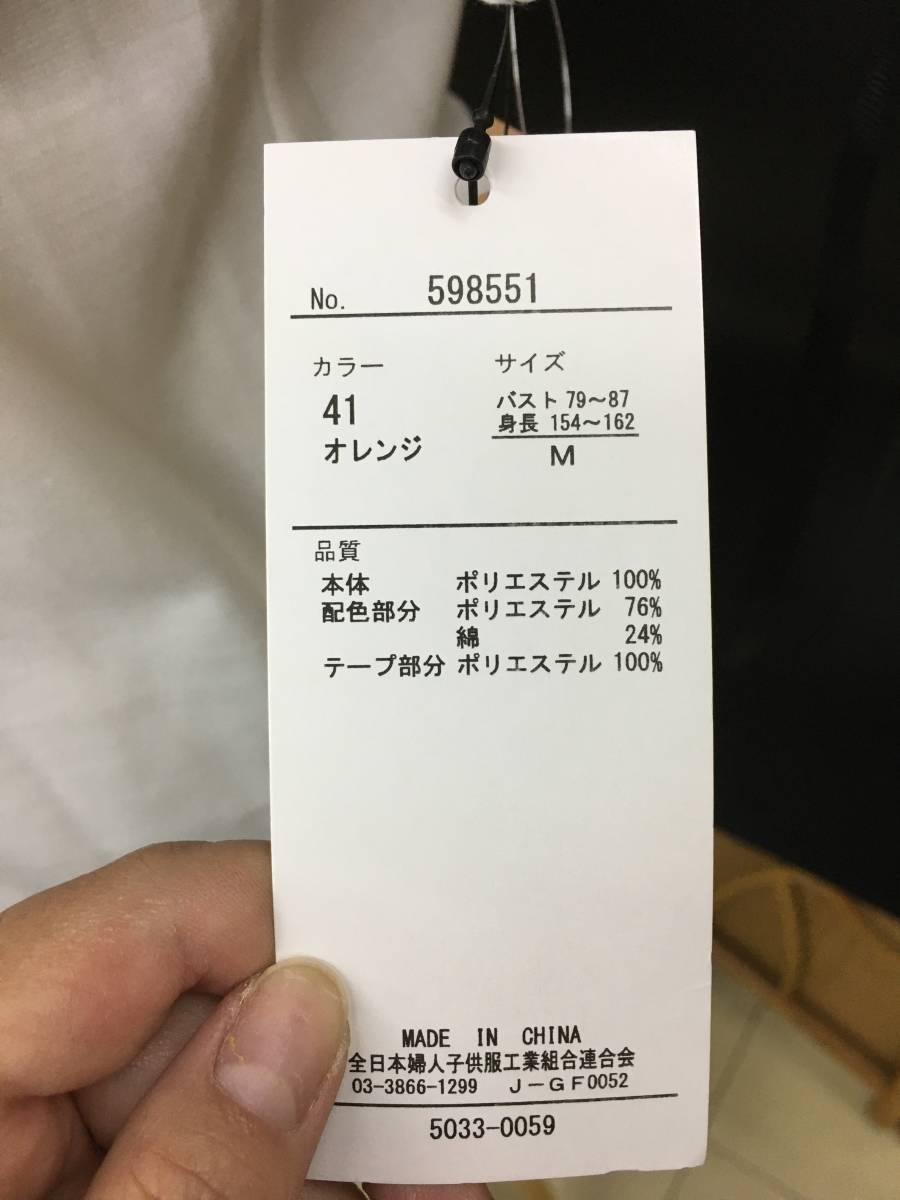 No. 598551
カラー サイズ
41 バスト 79～87
身長 154～162
オレンジ M
品質
本体 ポリエステル 100%
配色部分 ポリエステル 76%
綿 24%
テープ部分 ポリエステル 100%
MADE IN CHINA
全日本婦人子供服工業組合連合会
03-3866-1299 J-GF0052
5033-0059